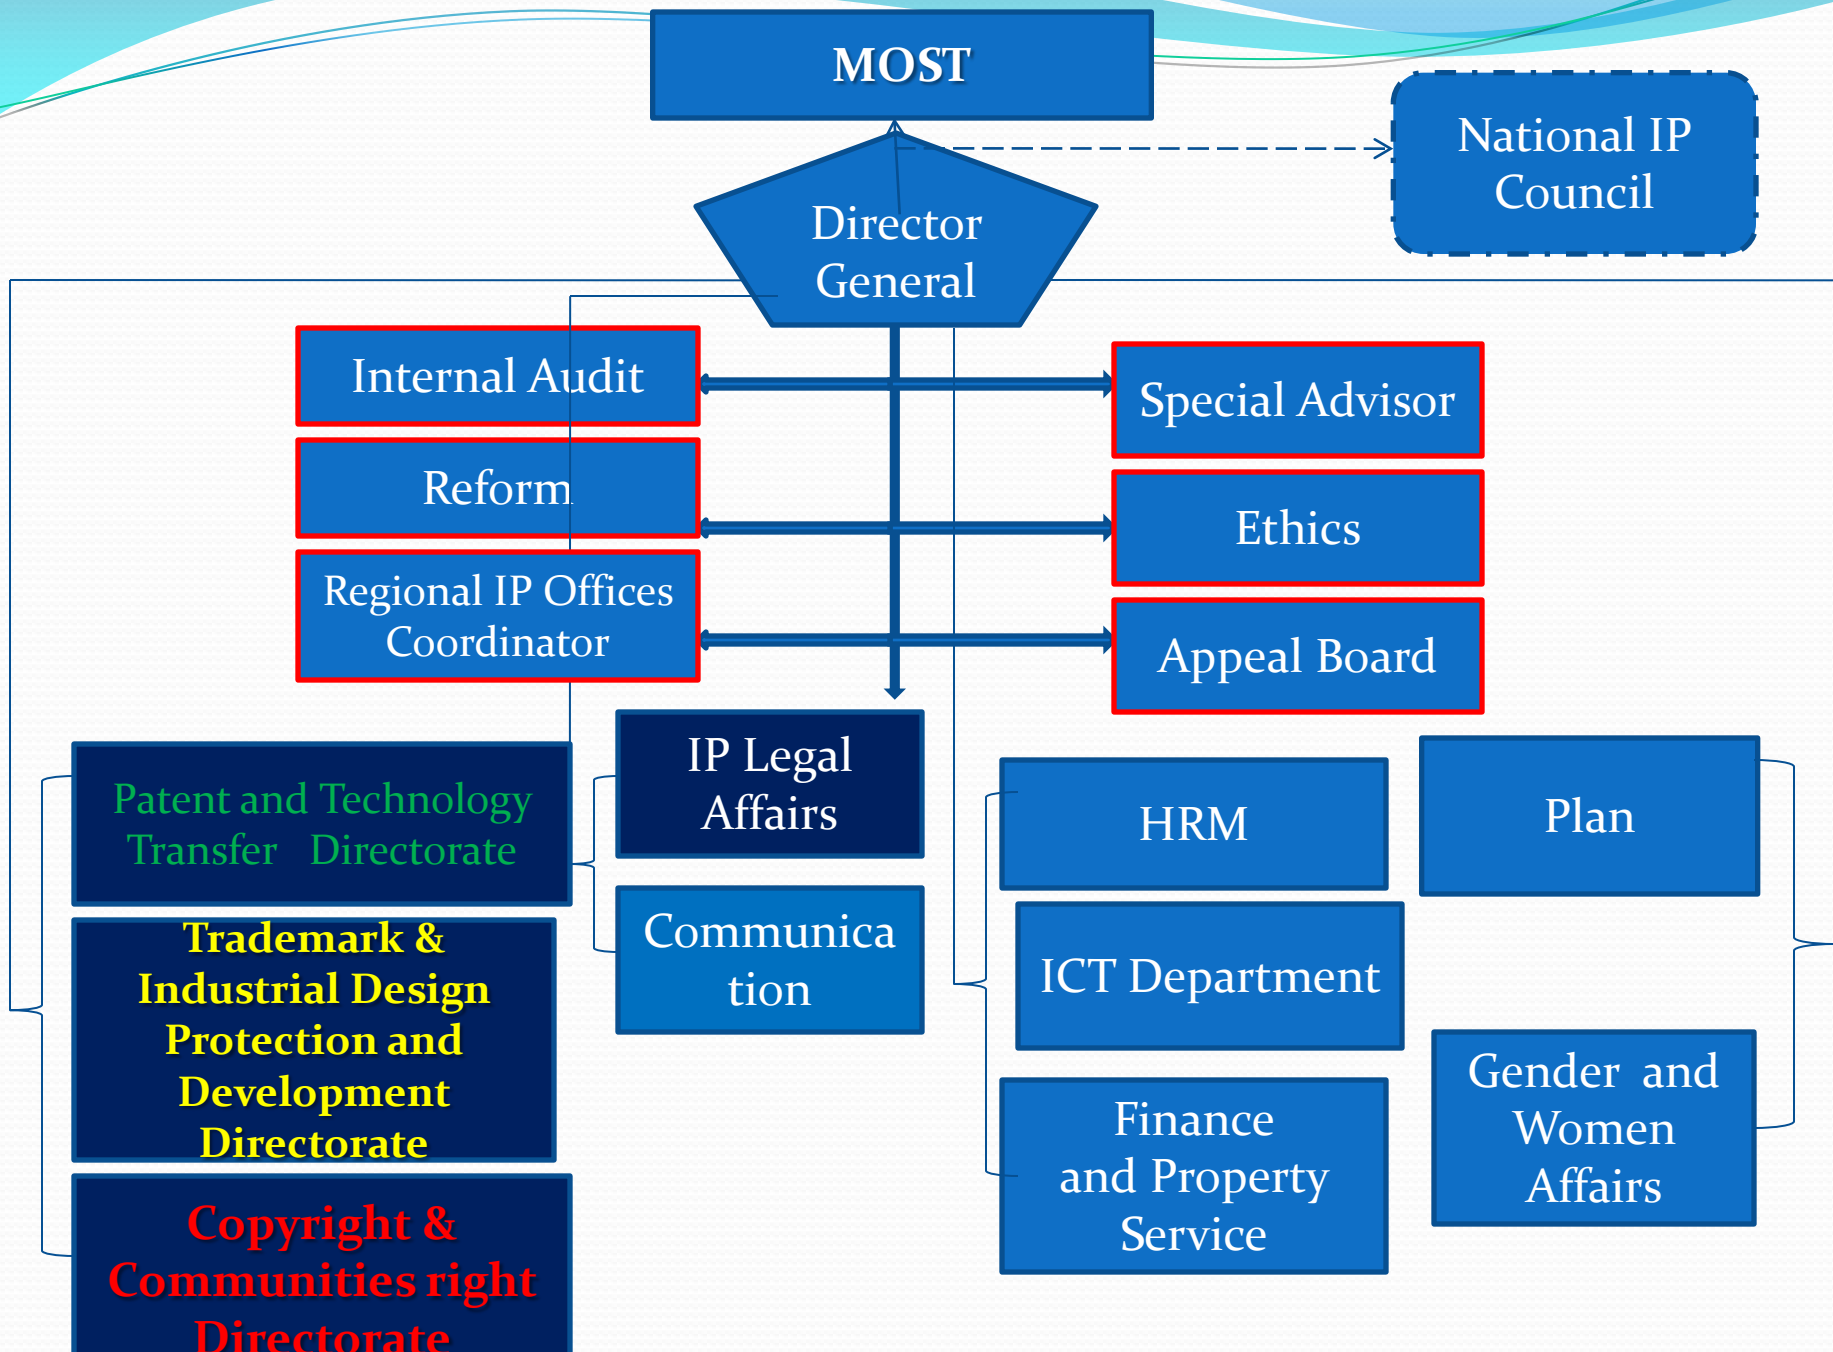 MOST
National IP
Council
Director
General
Internal Audit
Special Advisor
Reform
Ethics
Regional IP Offices
Coordinator
Appeal Board
Patent and Technology
Transfer Directorate
IP Legal
Affairs
HRM
Plan
Trademark &
Industrial Design
Protection and
Development
Directorate
Communica
tion
ICT Department
Gender and
Women
Affairs
Finance
and Property
Service
Copyright &
Communities right
Directorate